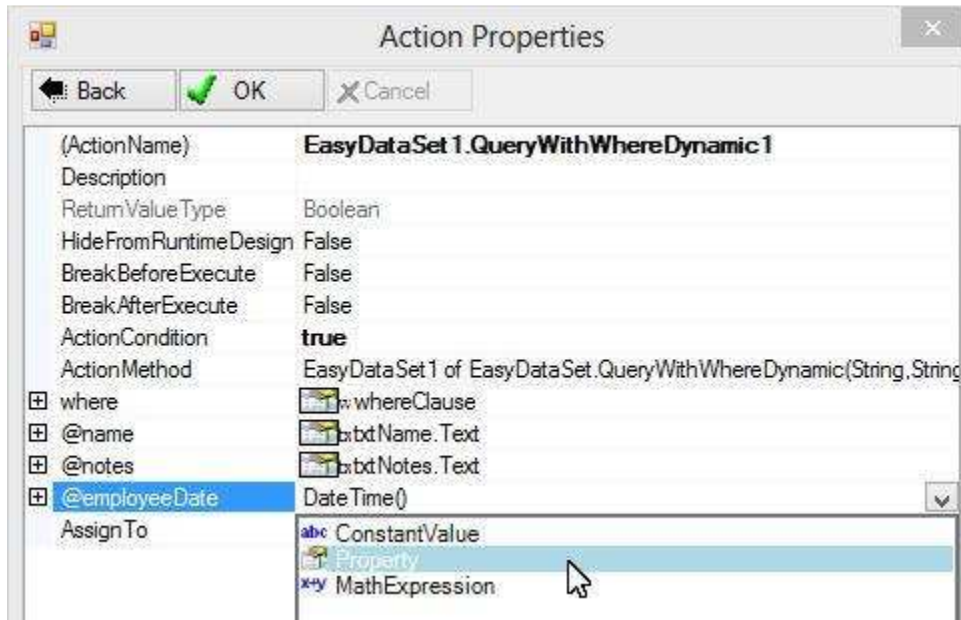 Action Properties
Back OK Cancel
(ActionName) EasyDataSet1.QueryWithWhereDynamic1
Description
ReturnValueType Boolean
HideFromRuntimeDesign False
BreakBeforeExecute False
BreakAfterExecute False
ActionCondition true
ActionMethod EasyDataSet1 of EasyDataSet.QueryWithWhereDynamic(String,String
where whereClause
@name txtName.Text
@notes txtNotes.Text
@employeeDate DateTime()
AssignTo abc ConstantValue
Property
x+y MathExpression